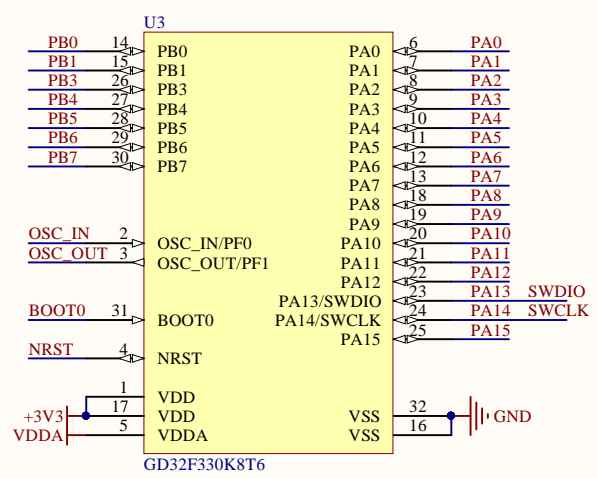 U3
PB0 14 PB0 PA0 6 PA0
PB1 15 PB1 PA1 7 PA1
PB3 26 PB3 PA2 8 PA2
PB4 27 PB4 PA3 9 PA3
PB5 28 PB5 PA4 10 PA4
PB6 29 PB6 PA5 11 PA5
PB7 30 PB7 PA6 12 PA6
PA7 13 PA7
PA8 18 PA8
PA9 19 PA9
OSC_IN 2 OSC_IN/PF0 PA10 20 PA10
OSC_OUT 3 OSC_OUT/PF1 PA11 21 PA11
PA12 22 PA12
PA13/SWDIO 23 PA13 SWDIO
BOOT0 31 BOOT0 PA14/SWCLK 24 PA14 SWCLK
PA15 25 PA15
NRST 4 NRST
1 VDD
+3V3 17 VDD VSS 32 GND
VDDA 5 VDDA VSS 16
GD32F330K8T6